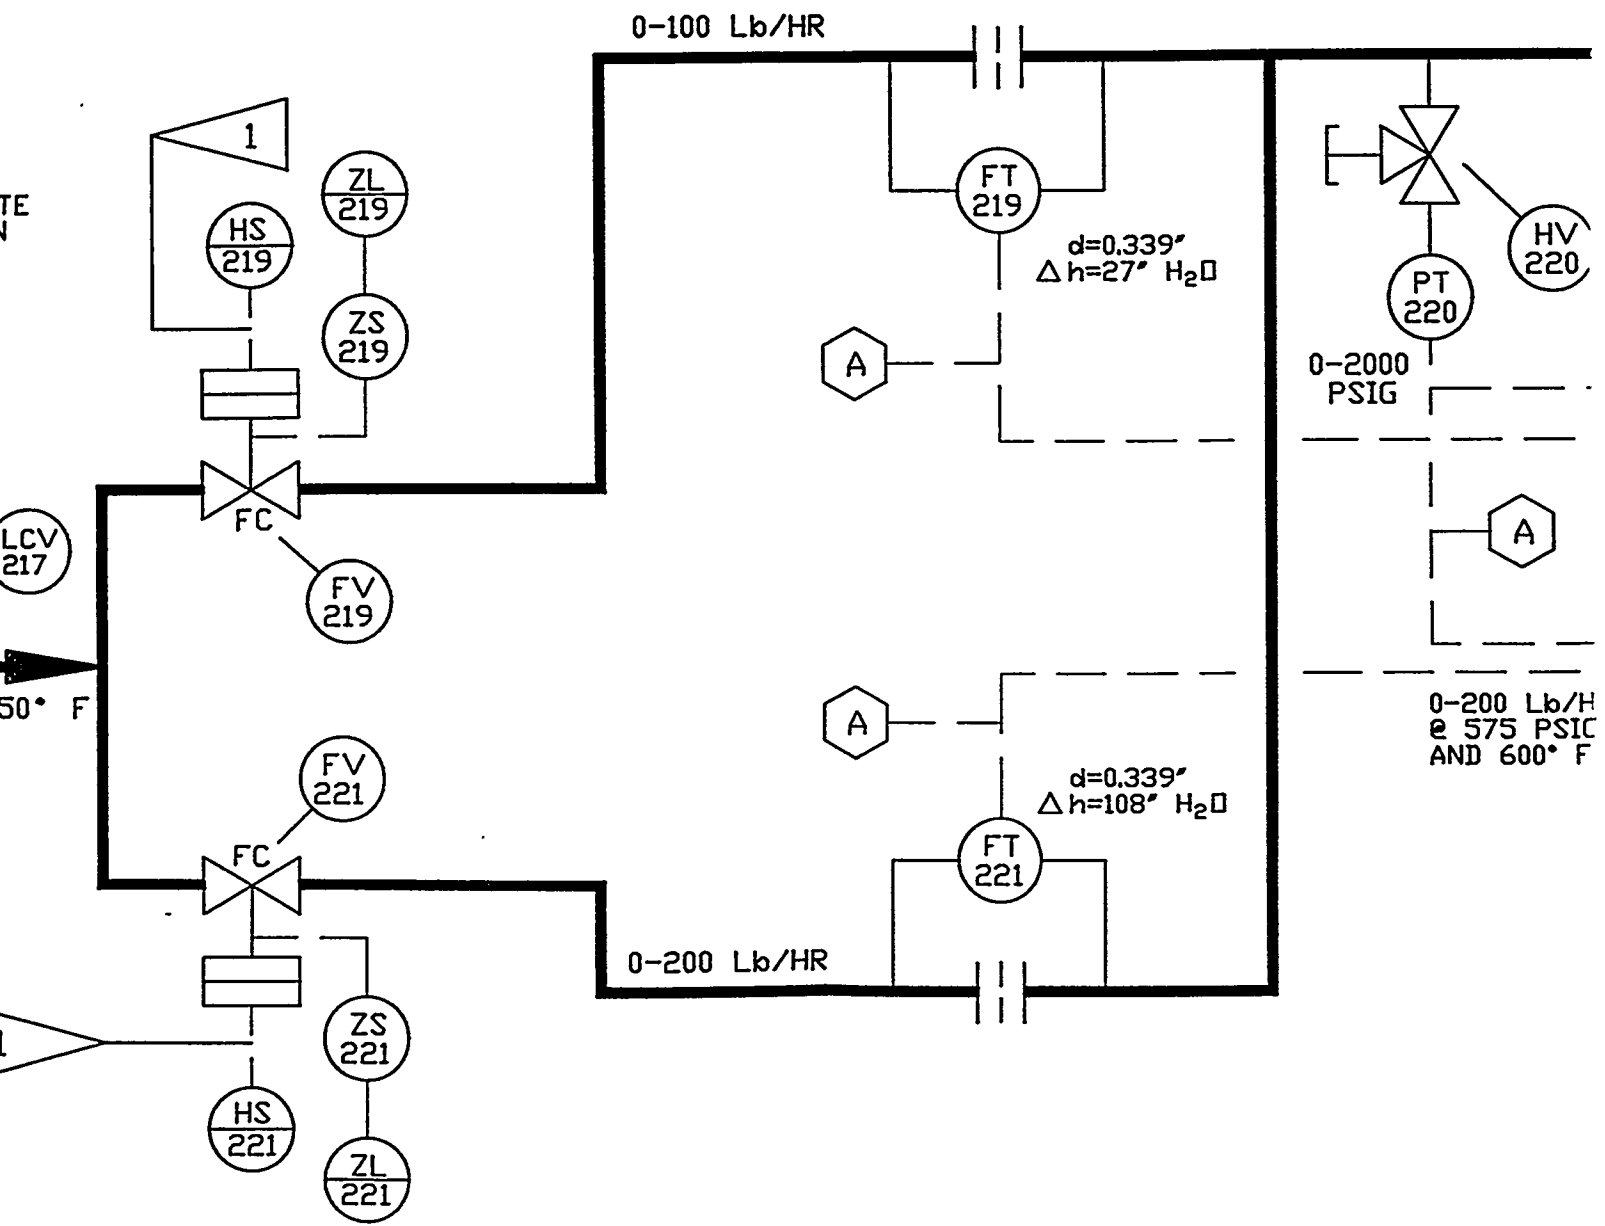 0-100 Lb/HR
1
ZL
219
HS
219
ZS
219
FC
FV
219
LCV
217
50° F
FT
219
d=0.339"
Δh=27" H₂O
A
HV
220
PT
220
0-2000
PSIG
A
A
0-200 Lb/H
@ 575 PSIG
AND 600° F
d=0.339"
Δh=108" H₂O
FT
221
FV
221
FC
0-200 Lb/HR
ZS
221
1
HS
221
ZL
221